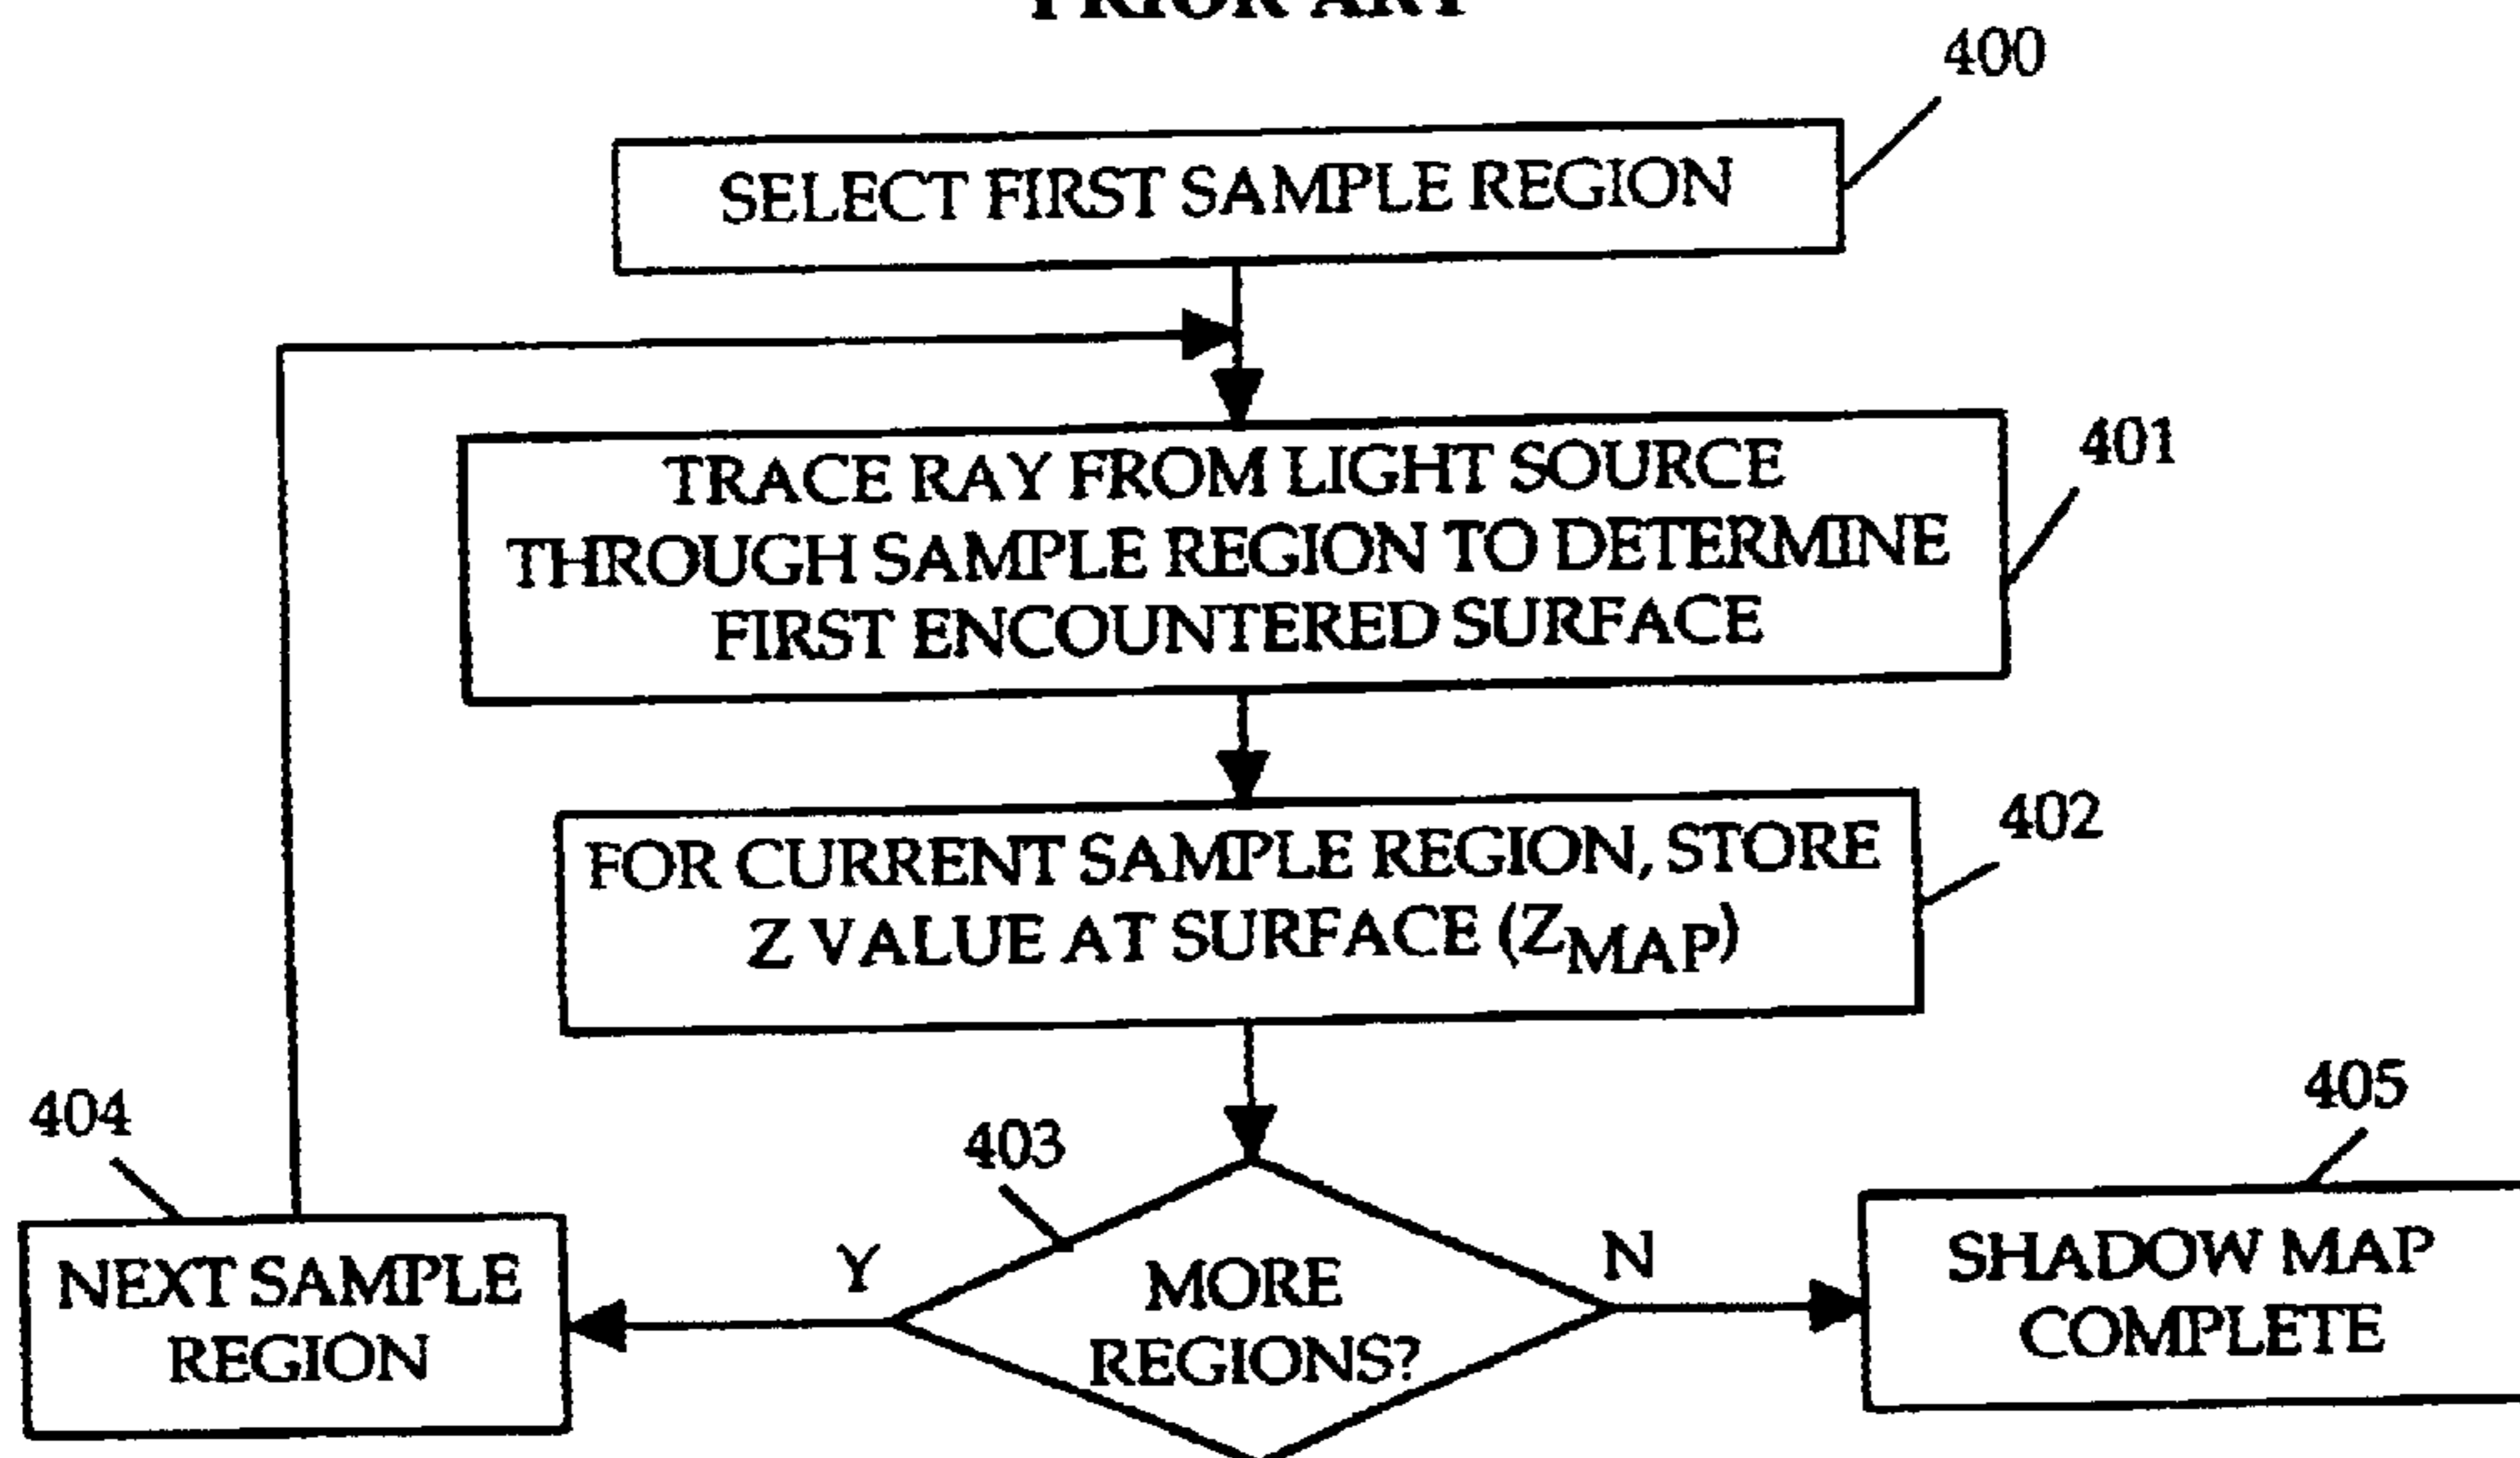 PRIOR ART
400
SELECT FIRST SAMPLE REGION
401
TRACE RAY FROM LIGHT SOURCE
THROUGH SAMPLE REGION TO DETERMINE
FIRST ENCOUNTERED SURFACE
402
FOR CURRENT SAMPLE REGION, STORE
Z VALUE AT SURFACE (ZMAP)
404
403
405
NEXT SAMPLE
REGION
Y
MORE
REGIONS?
N
SHADOW MAP
COMPLETE